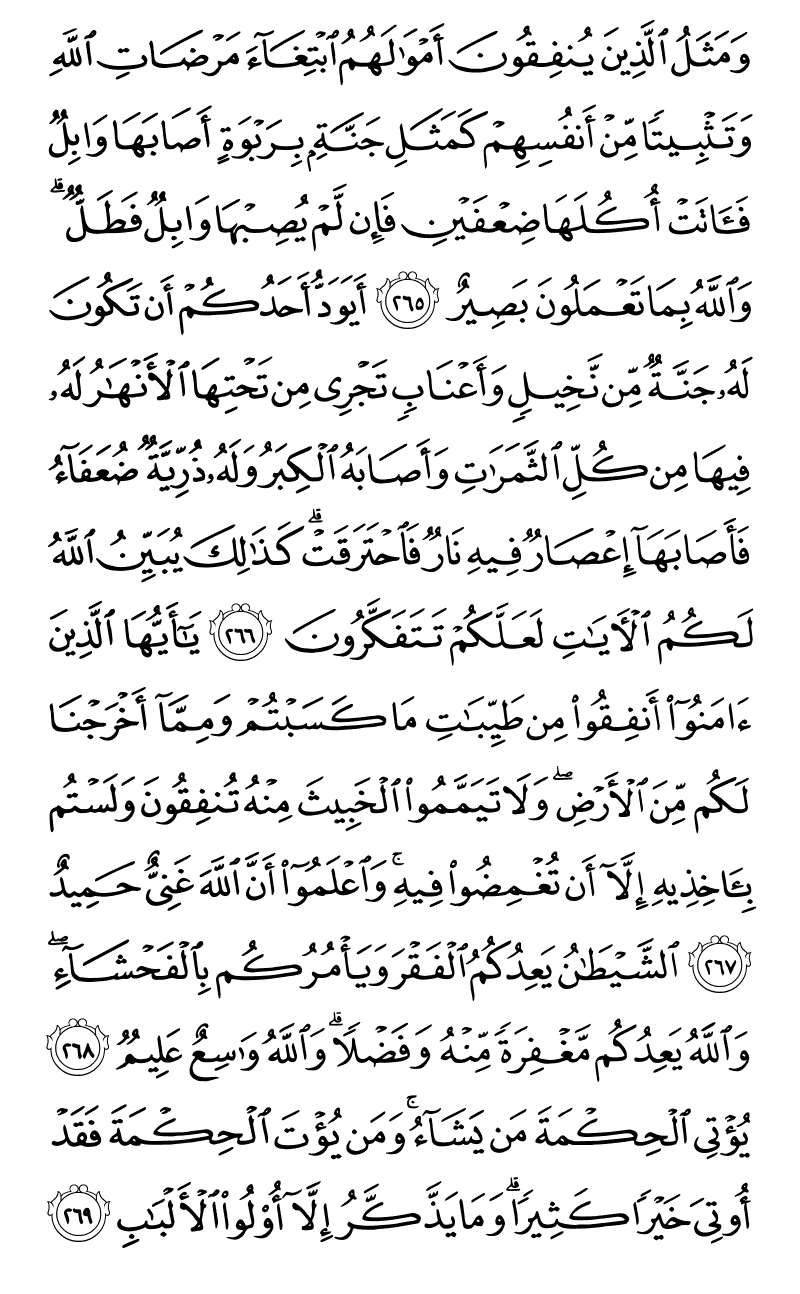 وَمَثَلُ ٱلَّذِينَ يُنفِقُونَ أَمۡوَٰلَهُمُ ٱبۡتِغَآءَ مَرۡضَاتِ ٱللَّهِ
وَتَثۡبِيتٗا مِّنۡ أَنفُسِهِمۡ كَمَثَلِ جَنَّةِۭ بِرَبۡوَةٍ أَصَابَهَا وَابِلٞ
فَـَٔاتَتۡ أُكُلَهَا ضِعۡفَيۡنِ فَإِن لَّمۡ يُصِبۡهَا وَابِلٞ فَطَلّٞۗ
وَٱللَّهُ بِمَا تَعۡمَلُونَ بَصِيرٌ ٢٦٥ أَيَوَدُّ أَحَدُكُمۡ أَن تَكُونَ
لَهُۥ جَنَّةٞ مِّن نَّخِيلٖ وَأَعۡنَابٖ تَجۡرِي مِن تَحۡتِهَا ٱلۡأَنۡهَٰرُ لَهُۥ
فِيهَا مِن كُلِّ ٱلثَّمَرَٰتِ وَأَصَابَهُ ٱلۡكِبَرُ وَلَهُۥ ذُرِّيَّةٞ ضُعَفَآءُ
فَأَصَابَهَآ إِعۡصَارٞ فِيهِ نَارٞ فَٱحۡتَرَقَتۡۗ كَذَٰلِكَ يُبَيِّنُ ٱللَّهُ
لَكُمُ ٱلۡأٓيَٰتِ لَعَلَّكُمۡ تَتَفَكَّرُونَ ٢٦٦ يَٰٓأَيُّهَا ٱلَّذِينَ
ءَامَنُوٓاْ أَنفِقُواْ مِن طَيِّبَٰتِ مَا كَسَبۡتُمۡ وَمِمَّآ أَخۡرَجۡنَا
لَكُم مِّنَ ٱلۡأَرۡضِۖ وَلَا تَيَمَّمُواْ ٱلۡخَبِيثَ مِنۡهُ تُنفِقُونَ وَلَسۡتُم
بِـَٔاخِذِيهِ إِلَّآ أَن تُغۡمِضُواْ فِيهِۚ وَٱعۡلَمُوٓاْ أَنَّ ٱللَّهَ غَنِيٌّ حَمِيدٌ
٢٦٧ ٱلشَّيۡطَٰنُ يَعِدُكُمُ ٱلۡفَقۡرَ وَيَأۡمُرُكُم بِٱلۡفَحۡشَآءِۖ
وَٱللَّهُ يَعِدُكُم مَّغۡفِرَةٗ مِّنۡهُ وَفَضۡلٗاۗ وَٱللَّهُ وَٰسِعٌ عَلِيمٞ ٢٦٨
يُؤۡتِي ٱلۡحِكۡمَةَ مَن يَشَآءُۚ وَمَن يُؤۡتَ ٱلۡحِكۡمَةَ فَقَدۡ
أُوتِيَ خَيۡرٗا كَثِيرٗاۗ وَمَا يَذَّكَّرُ إِلَّآ أُوْلُواْ ٱلۡأَلۡبَٰبِ ٢٦٩